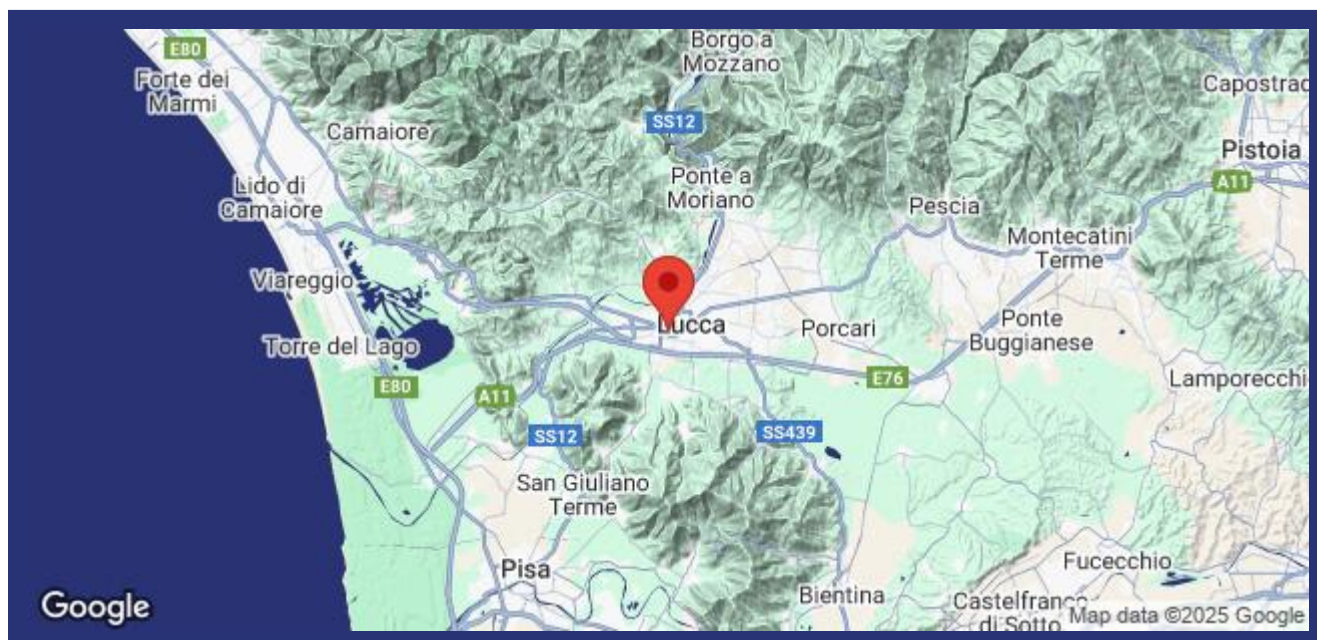 E80
Forte dei
Marmi
Borgo a
Mozzano
Capostrad
Camaiore
SS12
Pistoia
A11
Ponte a
Moriano
Lido di
Camaiore
Pescia
Montecatini
Terme
Viareggio
Lucca
Porcari
Ponte
Buggianese
Torre del Lago
E80
A11
E76
Lamporecchi
SS12
SS439
San Giuliano
Terme
Pisa
Fucecchio
Bientina
Castelfranco
di Sotto
Google
Map data ©2025 Google